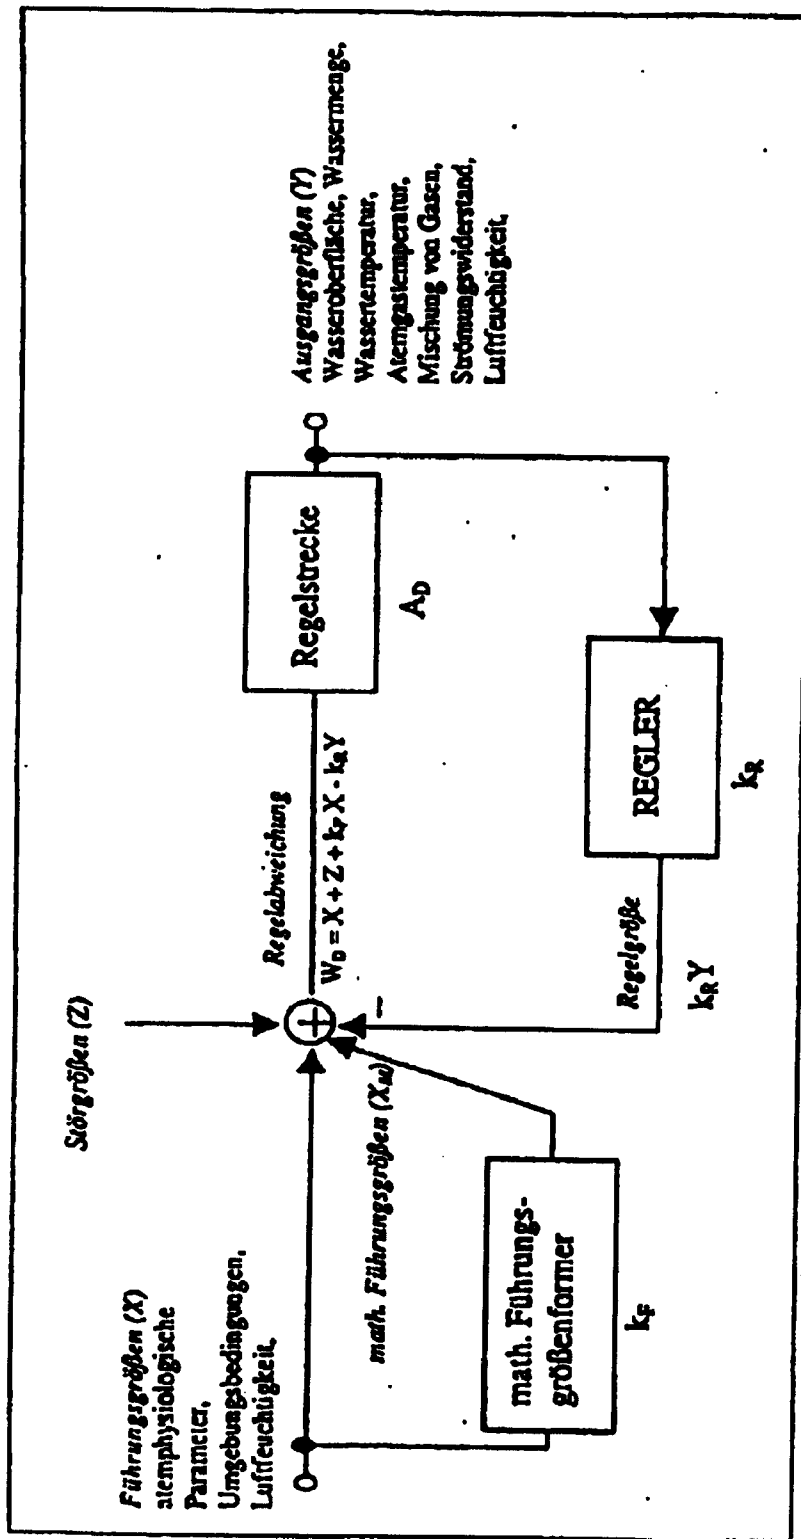 Störgrößen (Z)
Führungsgrößen (X)
atemphysiologische
Parameter,
Umgebungsbedingungen,
Luftfeuchtigkeit,
math. Führungsgrößen (X_M)
math. Führungs-
größenformer
k_F
Regelabweichung
W_D = X + Z + k_F X - k_R Y
+
−
Regelstrecke
A_D
Ausgangsgrößen (Y)
Wasseroberfläche, Wassermenge,
Wassertemperatur,
Atemgastemperatur,
Mischung von Gasen,
Strömungswiderstand,
Luftfeuchtigkeit,
Regelgröße
k_R Y
REGLER
k_R